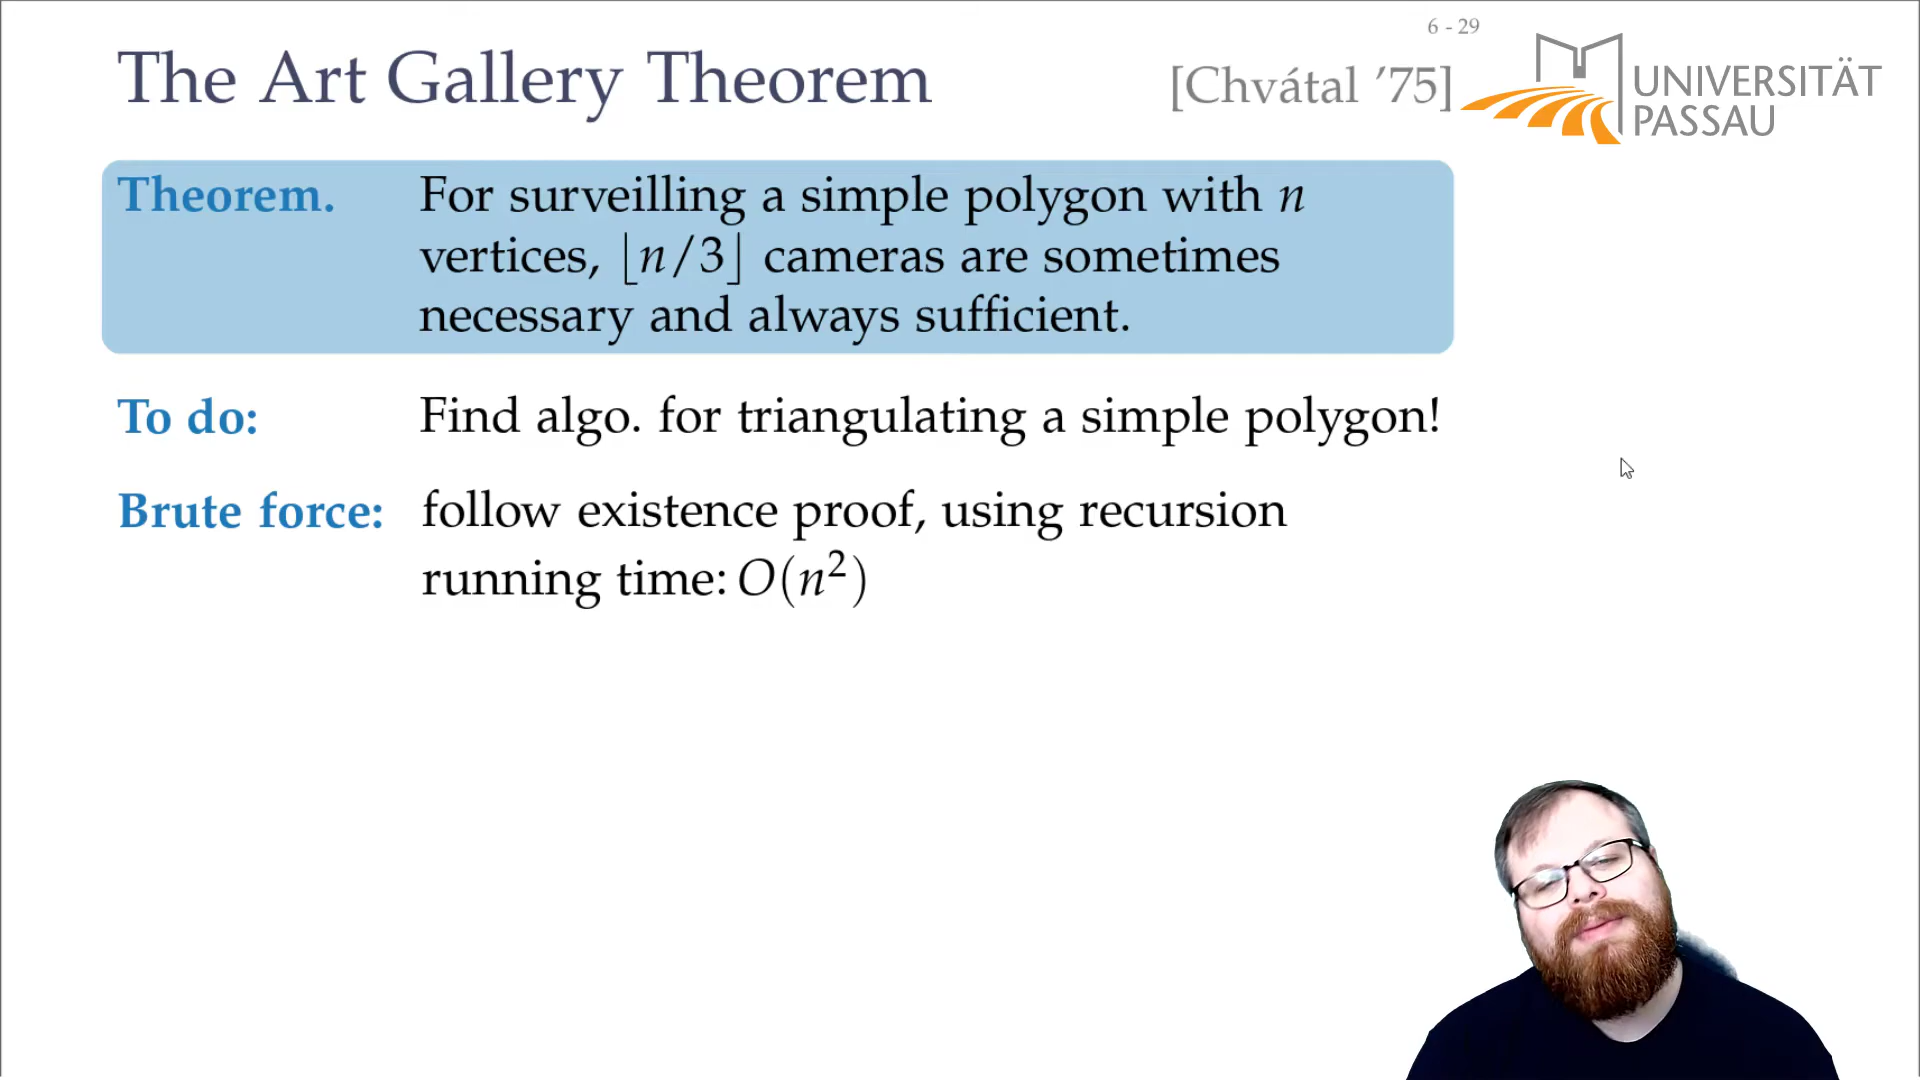 6 - 29
The Art Gallery Theorem [Chvátal ’75]
UNIVERSITÄT
PASSAU
Theorem. For surveilling a simple polygon with n
vertices, ⌊n/3⌋ cameras are sometimes
necessary and always sufficient.
To do: Find algo. for triangulating a simple polygon!
Brute force: follow existence proof, using recursion
running time: O(n²)